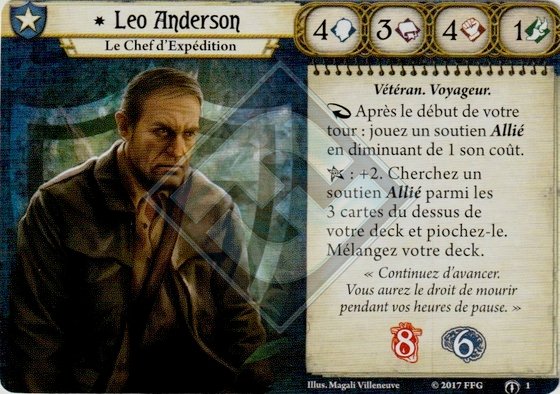 Leo Anderson
Le Chef d'Expédition
4 3 4 1
Vétéran. Voyageur.
Après le début de votre
tour : jouez un soutien Allié
en diminuant de 1 son coût.
: +2. Cherchez un
soutien Allié parmi les
3 cartes du dessus de
votre deck et piochez-le.
Mélangez votre deck.
« Continuez d'avancer.
Vous aurez le droit de mourir
pendant vos heures de pause. »
8 6
Illus. Magali Villeneuve © 2017 FFG 1